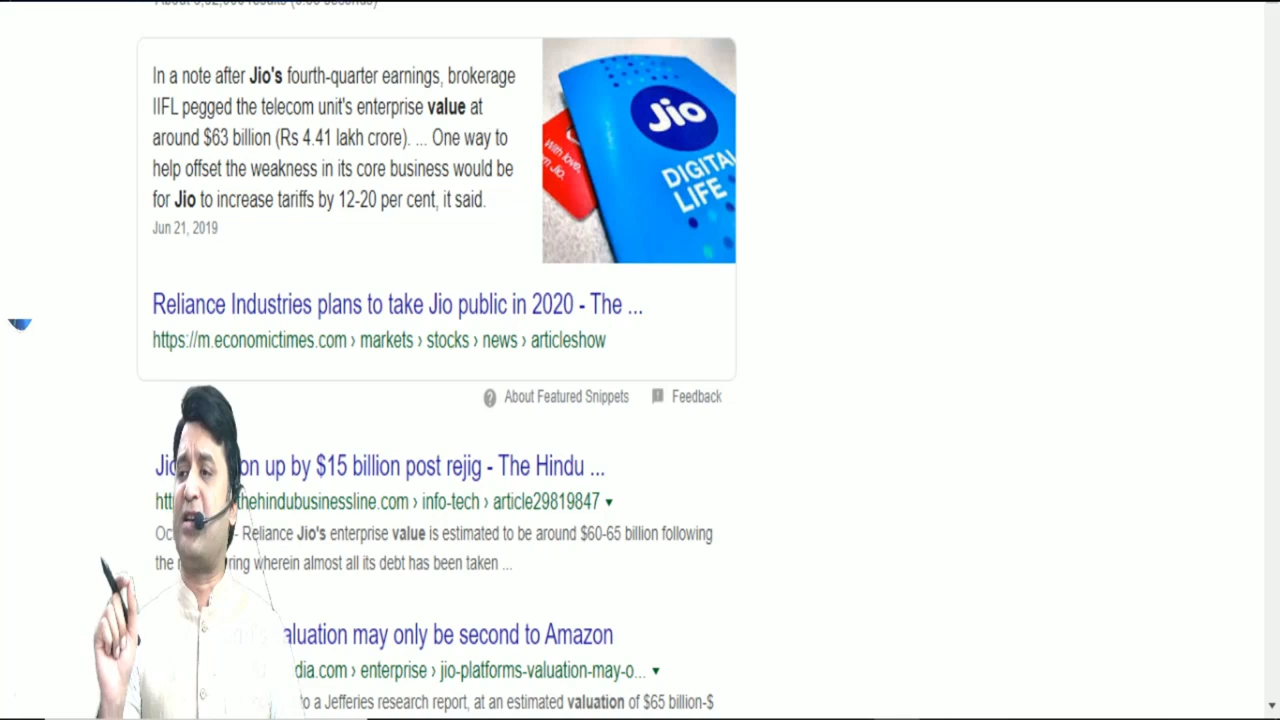 In a note after Jio's fourth-quarter earnings, brokerage
IIFL pegged the telecom unit's enterprise value at
around $63 billion (Rs 4.41 lakh crore). ... One way to
help offset the weakness in its core business would be
for Jio to increase tariffs by 12-20 per cent, it said.
Jun 21, 2019
Jio
DIGITAL
LIFE
With love,
Jio.
Reliance Industries plans to take Jio public in 2020 - The ...
https://m.economictimes.com › markets › stocks › news › articleshow
About Featured Snippets
Feedback
up by $15 billion post rejig - The Hindu ...
thehindubusinessline.com › info-tech › article29819847
- Reliance Jio's enterprise value is estimated to be around $60-65 billion following
the wherein almost all its debt has been taken ...
may only be second to Amazon
› enterprise › jio-platforms-valuation-may-o...
a Jefferies research report, at an estimated valuation of $65 billion-$